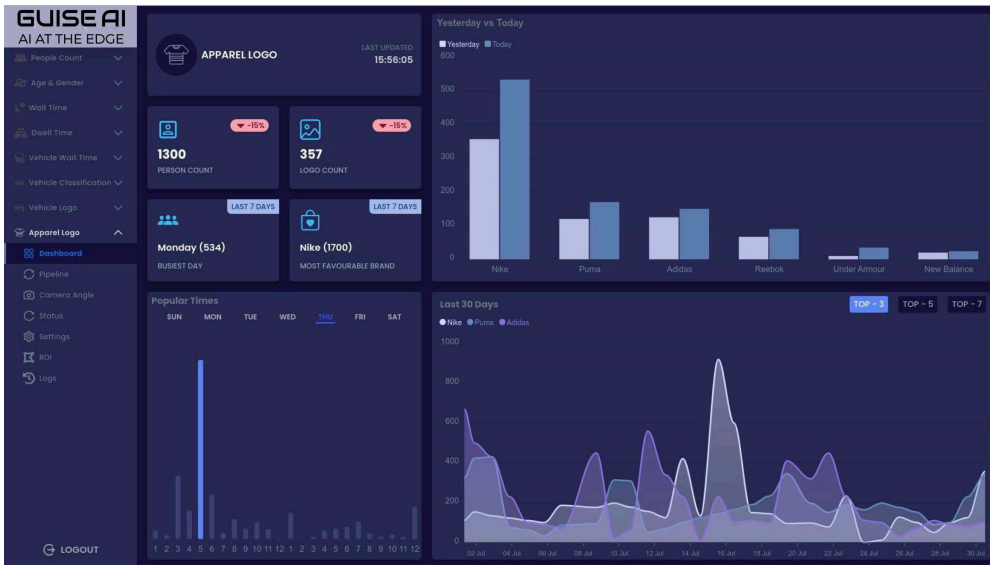 GUISE AI
AI AT THE EDGE
People Count
Age & Gender
Wait Time
Dwell Time
Vehicle Wait Time
Vehicle Classification
Vehicle Logo
Apparel Logo
Dashboard
Pipeline
Camera Angle
Status
Settings
ROI
Logs
LOGOUT
APPAREL LOGO
LAST UPDATED
15:56:05
-15%
1300
PERSON COUNT
-15%
357
LOGO COUNT
LAST 7 DAYS
Monday (534)
BUSIEST DAY
LAST 7 DAYS
Nike (1700)
MOST FAVOURABLE BRAND
Yesterday vs Today
Yesterday Today
600
500
400
300
200
100
0
Nike Puma Adidas Reebok Under Armour New Balance
Popular Times
SUN MON TUE WED THU FRI SAT
1 2 3 4 5 6 7 8 9 10 11 12 1 2 3 4 5 6 7 8 9 10 11 12
Last 30 Days
TOP - 3 TOP - 5 TOP - 7
Nike Puma Adidas
1000
800
600
400
200
0
02 Jul 04 Jul 06 Jul 08 Jul 10 Jul 12 Jul 14 Jul 16 Jul 18 Jul 20 Jul 22 Jul 24 Jul 26 Jul 28 Jul 30 Jul